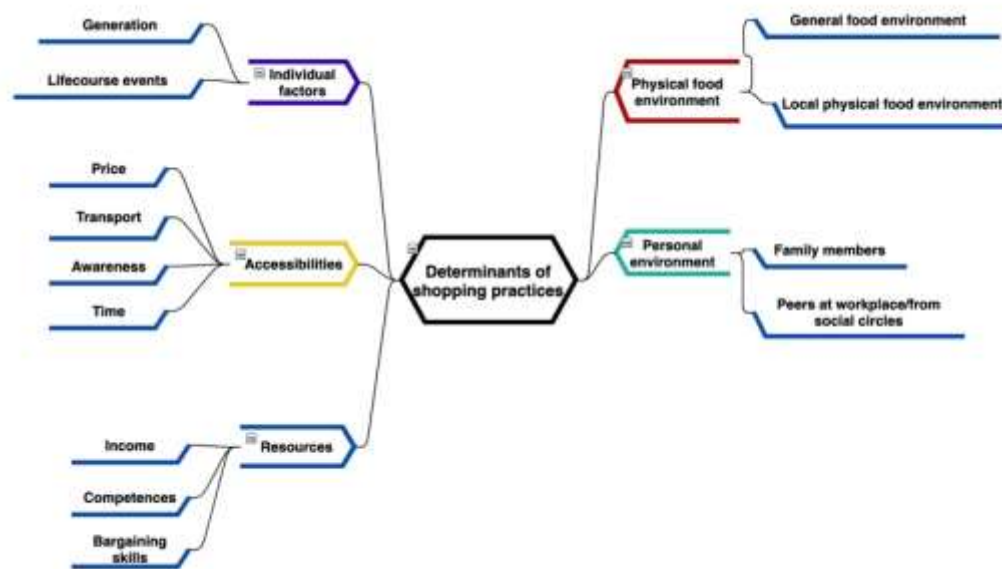 Generation
Lifecourse events
Individual
factors
Price
Transport
Awareness
Time
Accessibilities
Income
Competences
Bargaining
skills
Resources
Determinants of
shopping practices
General food environment
Local physical food environment
Physical food
environment
Personal
environment
Family members
Peers at workplace/from
social circles